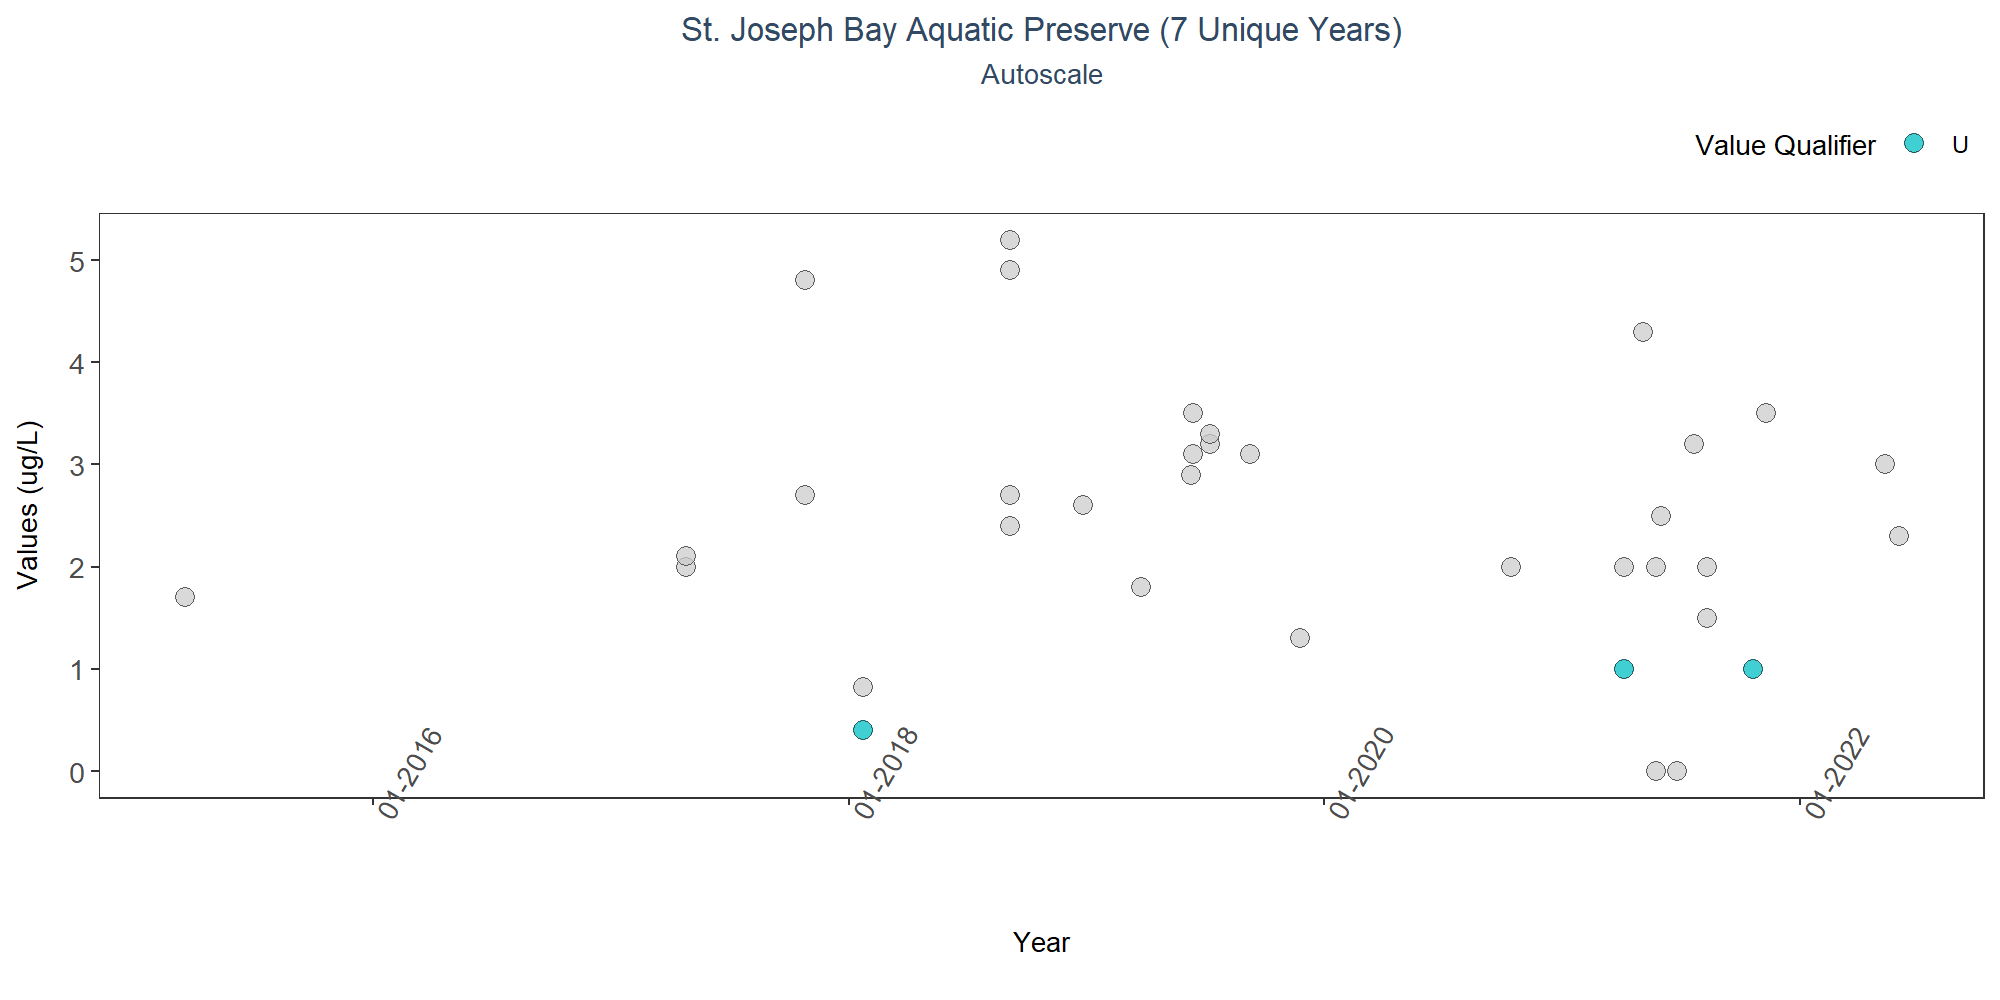 St. Joseph Bay Aquatic Preserve (7 Unique Years)
Autoscale
Value Qualifier U
Values (ug/L)
5
4
3
2
1
0
01-2016
01-2018
01-2020
01-2022
Year